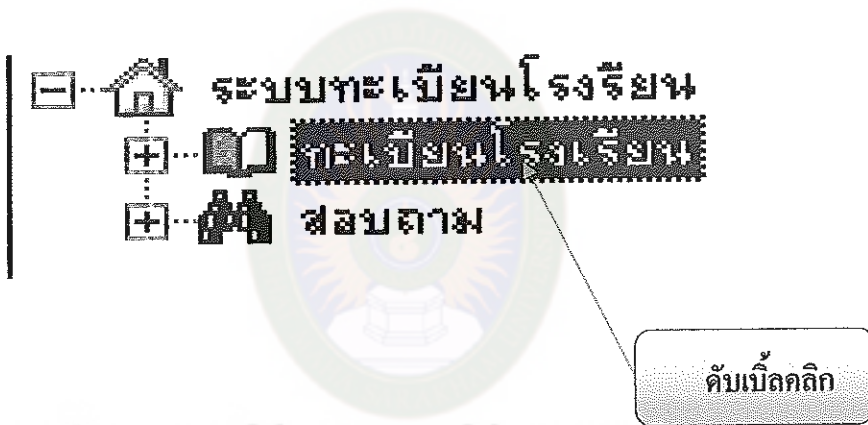 ระบบทะเบียนโรงรียน
ทะเบียนโรงเรียน
สอบถาม
ดับเบิ้ลคลิก